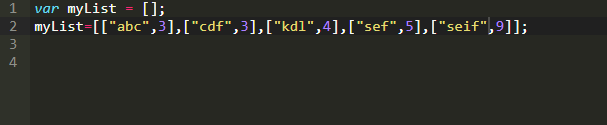 1 var myList = [];
2 myList=[["abc",3],["cdf",3],["kdl",4],["sef",5],["seif",9]];
3
4